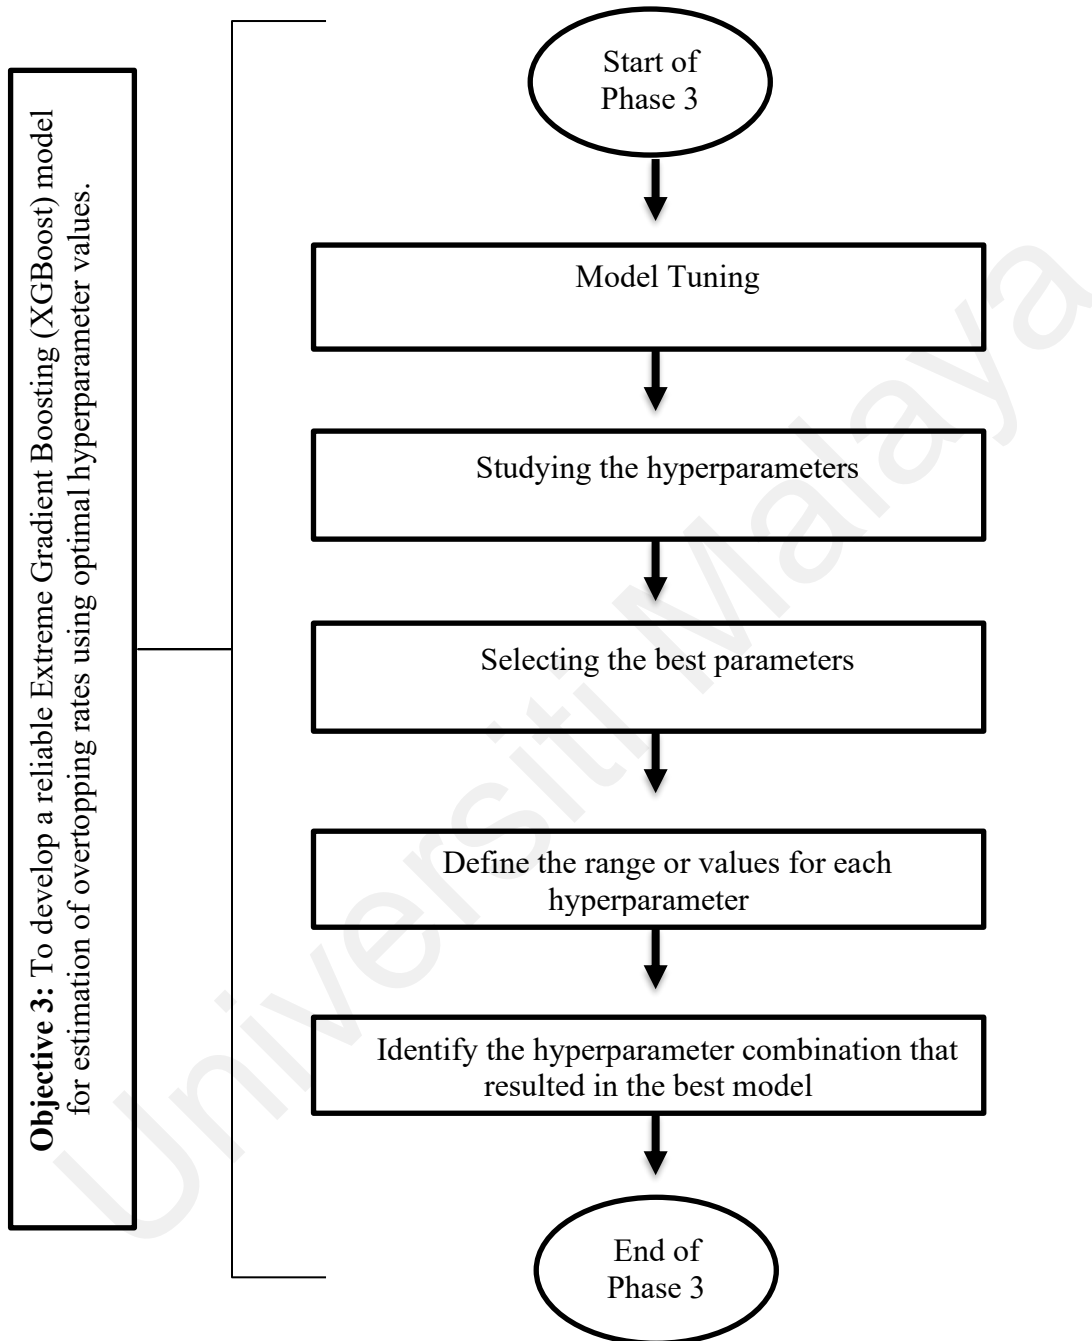 Objective 3: To develop a reliable Extreme Gradient Boosting (XGBoost) model
for estimation of overtopping rates using optimal hyperparameter values.
Start of
Phase 3
Model Tuning
Studying the hyperparameters
Selecting the best parameters
Define the range or values for each
hyperparameter
Identify the hyperparameter combination that
resulted in the best model
End of
Phase 3
Universiti Malaya